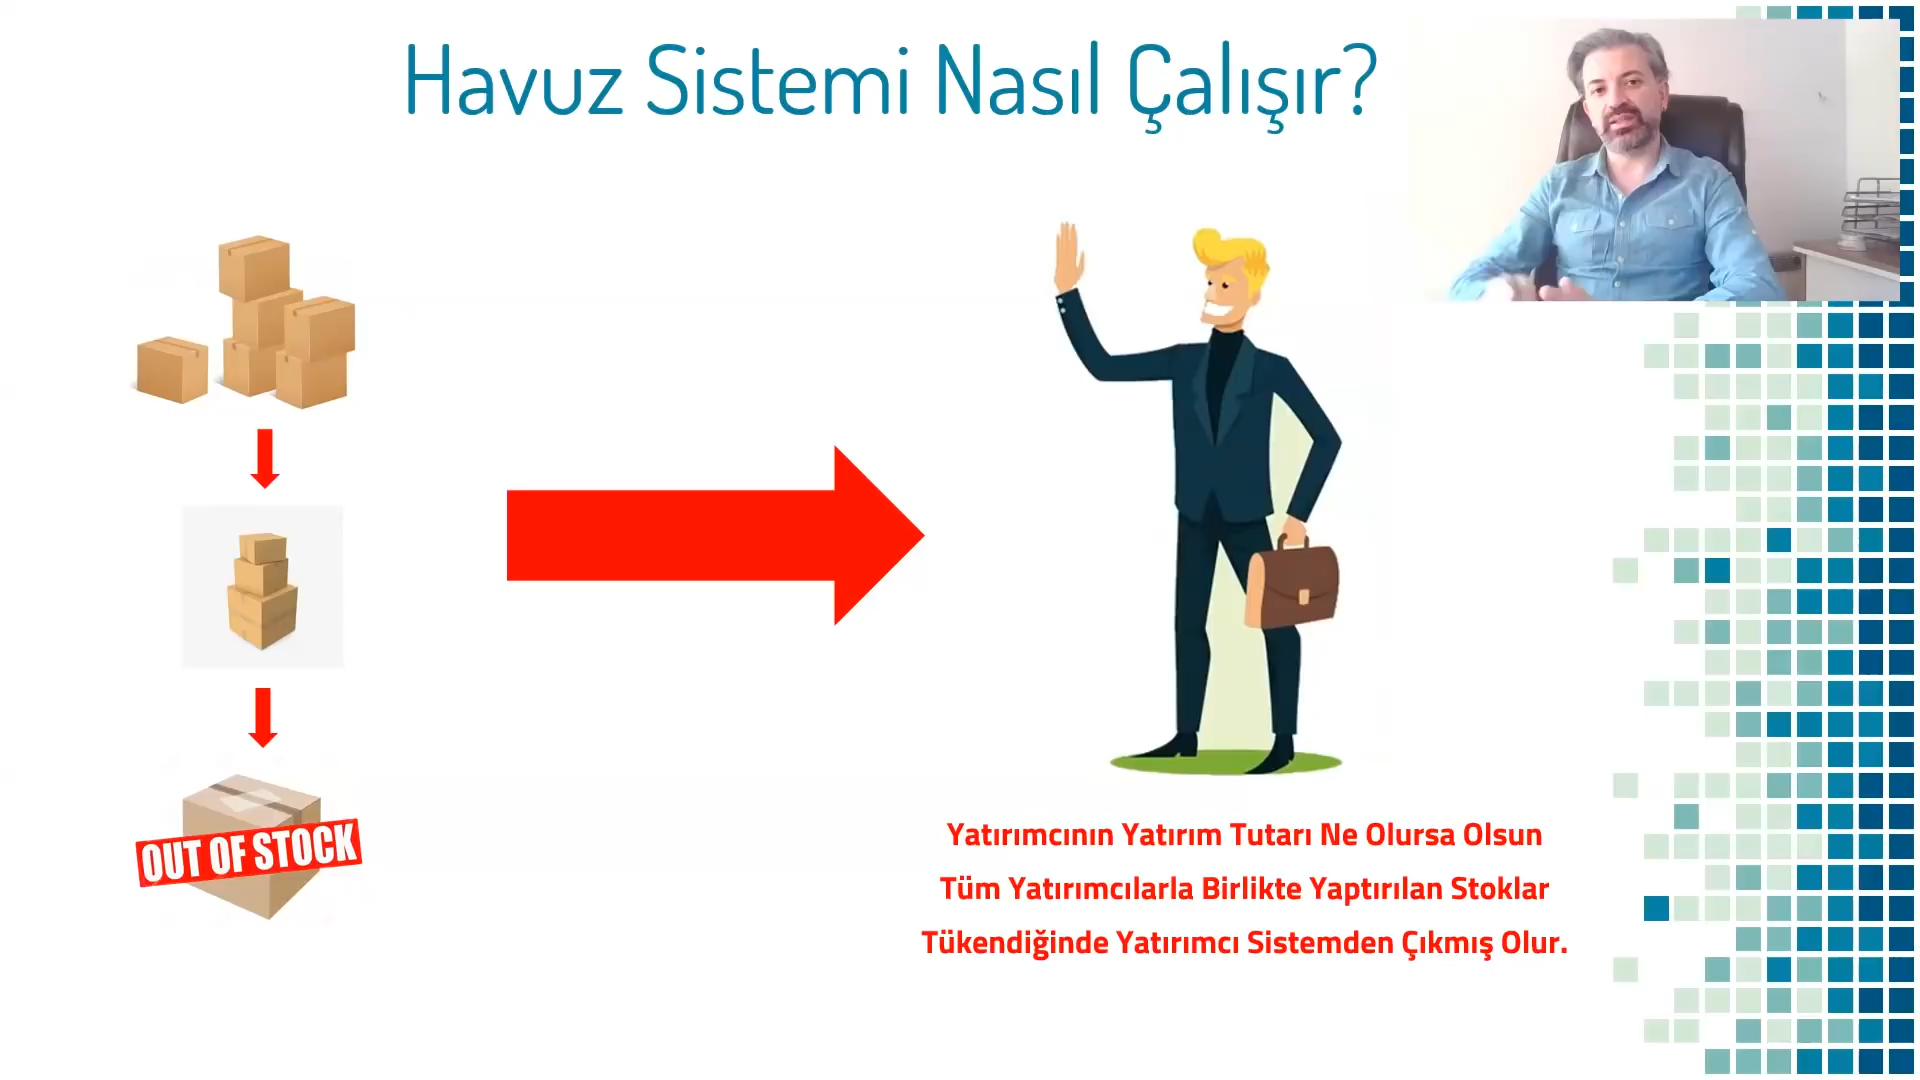 Havuz Sistemi Nasıl Çalışır?
OUT OF STOCK
Yatırımcının Yatırım Tutarı Ne Olursa Olsun
Tüm Yatırımcılarla Birlikte Yaptırılan Stoklar
Tükendiğinde Yatırımcı Sistemden Çıkmış Olur.